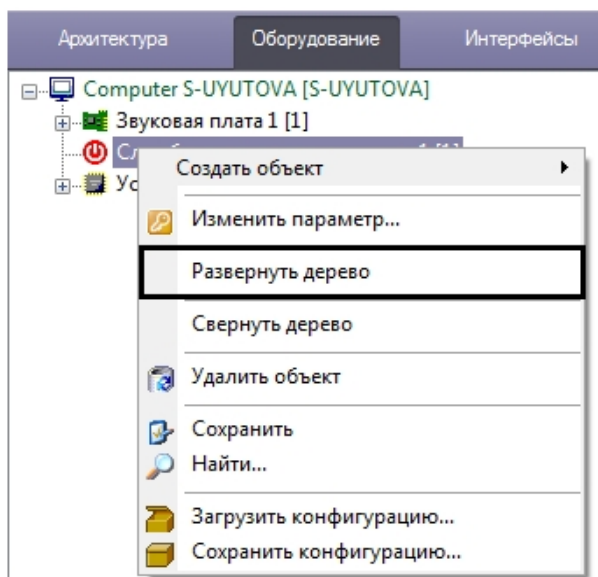 Архитектура Оборудование Интерфейсы
Computer S-UYUTOVA [S-UYUTOVA]
Звуковая плата 1 [1]
Создать объект
Изменить параметр...
Развернуть дерево
Свернуть дерево
Удалить объект
Сохранить
Найти...
Загрузить конфигурацию...
Сохранить конфигурацию...